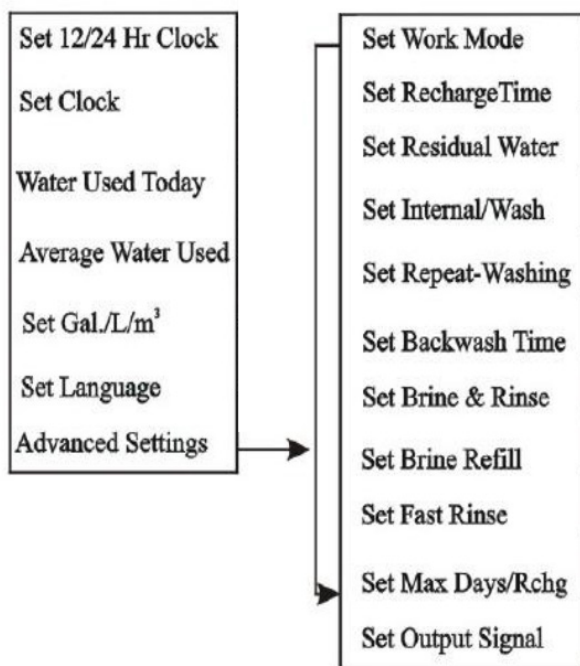 Set 12/24 Hr Clock
Set Clock
Water Used Today
Average Water Used
Set Gal./L/m³
Set Language
Advanced Settings
Set Work Mode
Set RechargeTime
Set Residual Water
Set Internal/Wash
Set Repeat-Washing
Set Backwash Time
Set Brine & Rinse
Set Brine Refill
Set Fast Rinse
Set Max Days/Rchg
Set Output Signal